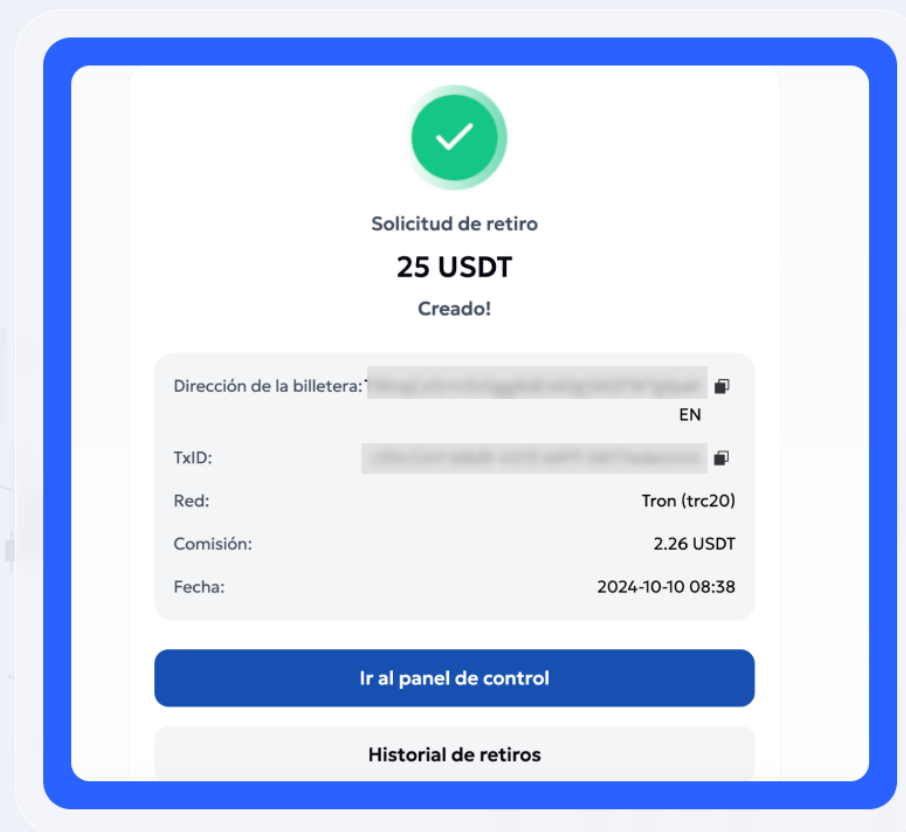 Solicitud de retiro
25 USDT
Creado!
Dirección de la billetera:
EN
TxID:
Red: Tron (trc20)
Comisión: 2.26 USDT
Fecha: 2024-10-10 08:38
Ir al panel de control
Historial de retiros